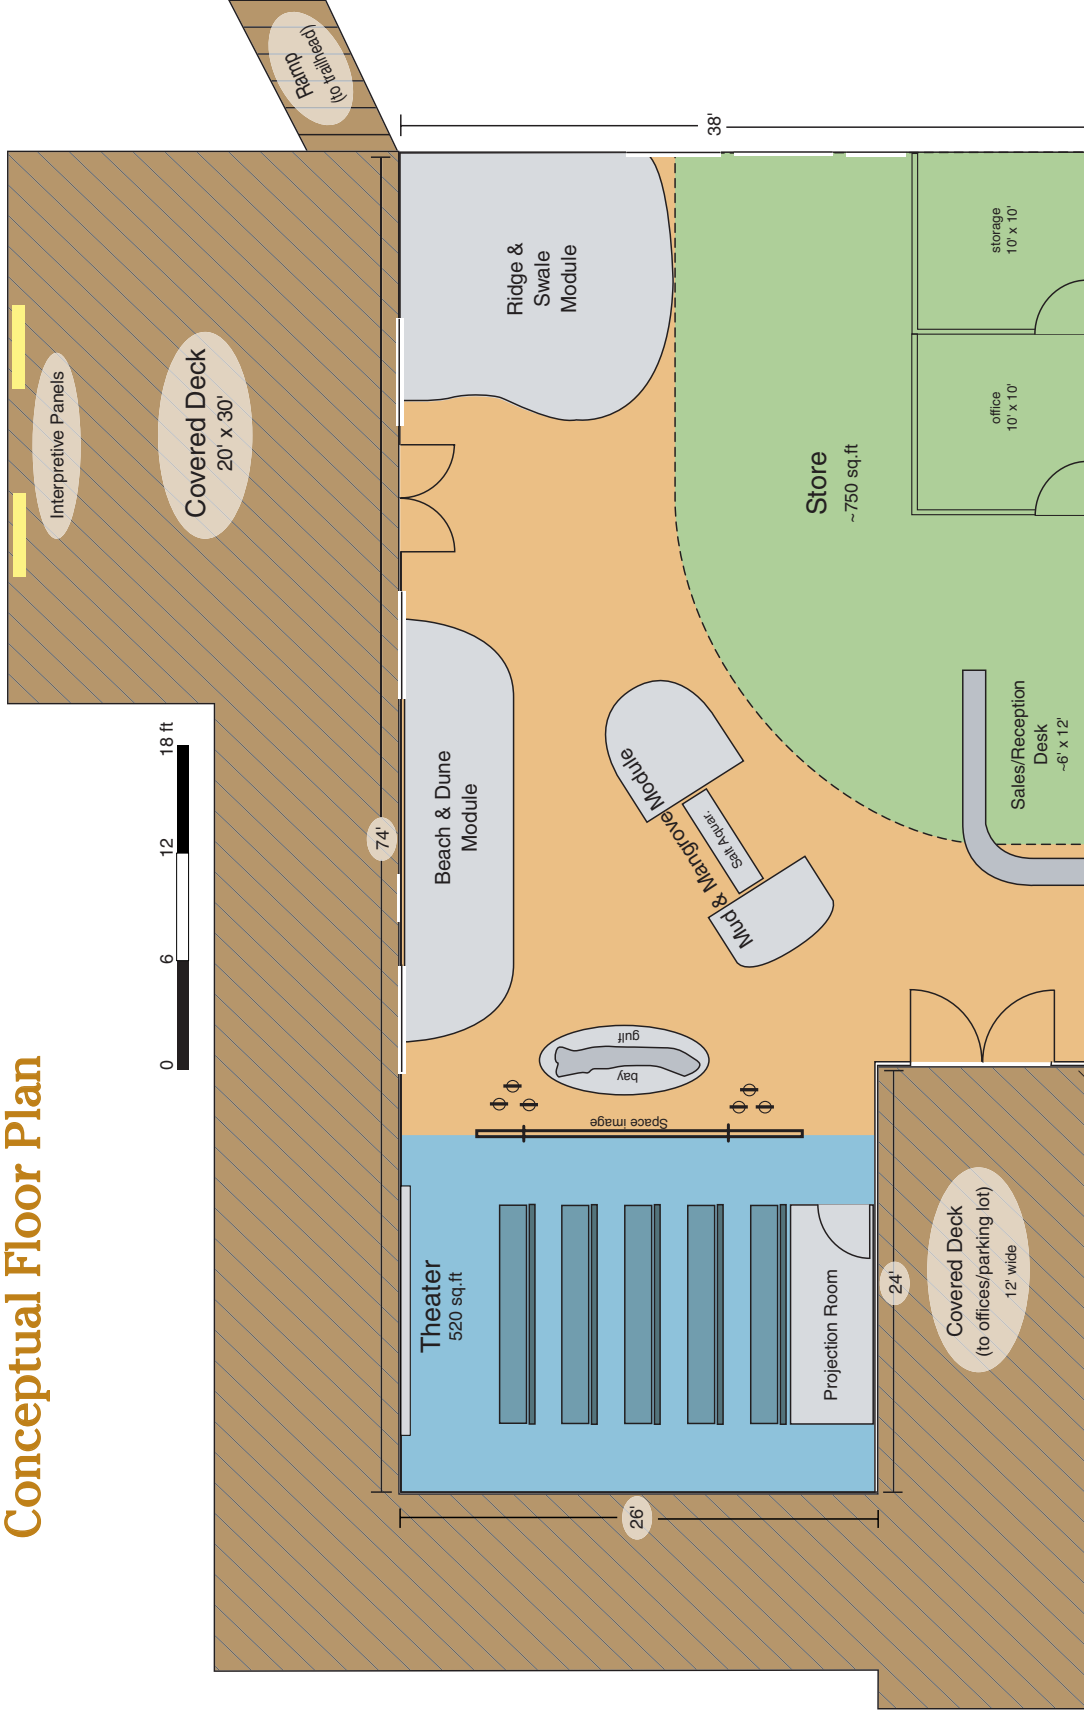 Conceptual Floor Plan
0 6 12 18 ft
Interpretive Panels
Covered Deck
20' x 30'
Ramp
(to trailhead)
74'
38'
26'
24'
Theater
520 sq.ft
Projection Room
Space image
bay
gulf
Beach & Dune
Module
Ridge &
Swale
Module
Mud & Mangrove Module
Salt Aquar.
Store
~750 sq.ft
Sales/Reception
Desk
~6' x 12'
office
10' x 10'
storage
10' x 10'
Covered Deck
(to offices/parking lot)
12' wide